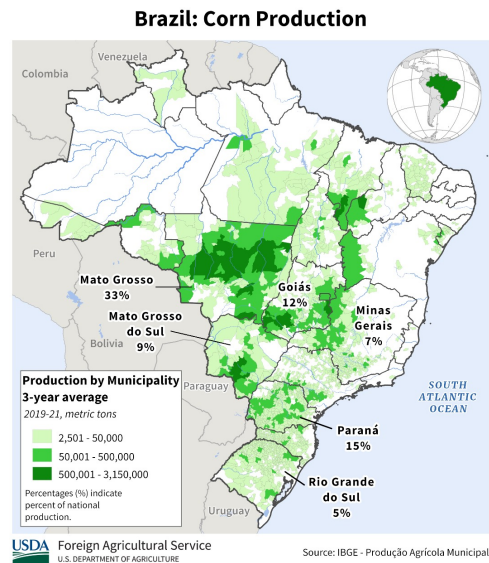 Brazil: Corn Production
Venezuela
Colombia
Peru
Mato Grosso
33%
Goiás
12%
Mato Grosso
do Sul
9%
Minas
Gerais
7%
Bolivia
Production by Municipality
3-year average
2019-21, metric tons
2,501 - 50,000
50,001 - 500,000
500,001 - 3,150,000
Percentages (%) indicate
percent of national
production.
Paraguay
SOUTH
ATLANTIC
OCEAN
Paraná
15%
Rio Grande
do Sul
5%
Uruguay
USDA
Foreign Agricultural Service
U.S. DEPARTMENT OF AGRICULTURE
Source: IBGE - Produção Agrícola Municipal